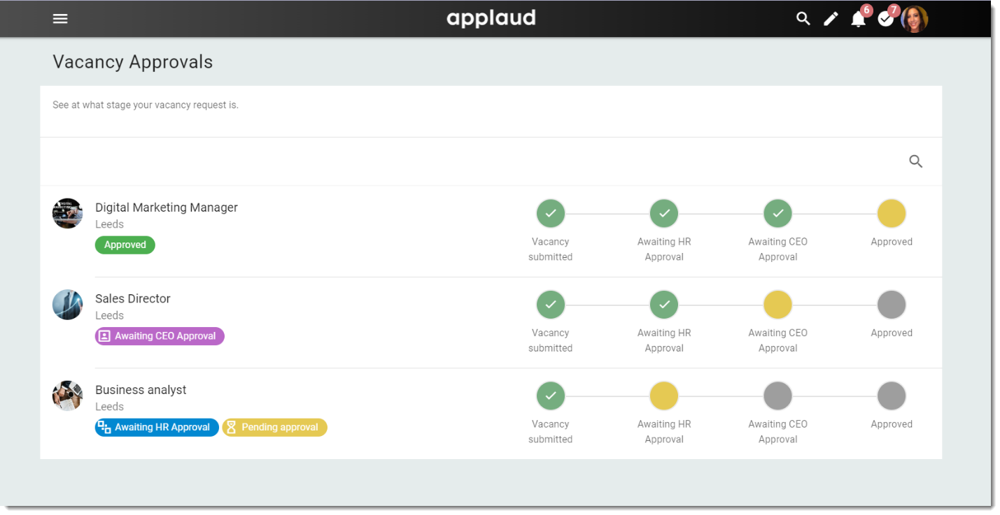 applaud
6
7
Vacancy Approvals
See at what stage your vacancy request is.
Digital Marketing Manager
Leeds
Approved
Vacancy
submitted
Awaiting HR
Approval
Awaiting CEO
Approval
Approved
Sales Director
Leeds
Awaiting CEO Approval
Vacancy
submitted
Awaiting HR
Approval
Awaiting CEO
Approval
Approved
Business analyst
Leeds
Awaiting HR Approval Pending approval
Vacancy
submitted
Awaiting HR
Approval
Awaiting CEO
Approval
Approved